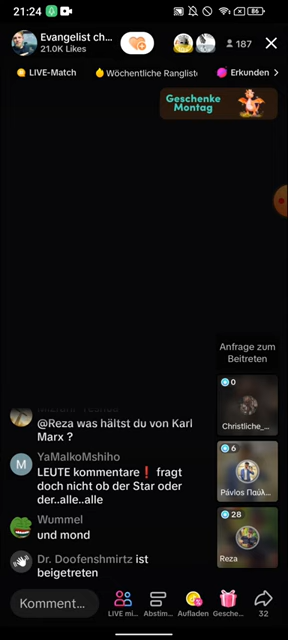 21:24
86
Evangelist ch...
21.0K Likes
187
LIVE-Match
Wöchentliche Rangliste
Erkunden
Geschenke
Montag
Anfrage zum
Beitreten
0
Christliche_...
@Reza was hältst du von Karl
Marx ?
YaMalkoMshiho
LEUTE kommentare❗ fragt
doch nicht ob der Star oder
der..alle..alle
6
Pávlos Παύλ...
Wummel
und mond
28
Reza
Dr. Doofenshmirtz ist
beigetreten
Komment...
LIVE mi...
Abstim...
Aufladen
Gesche...
32